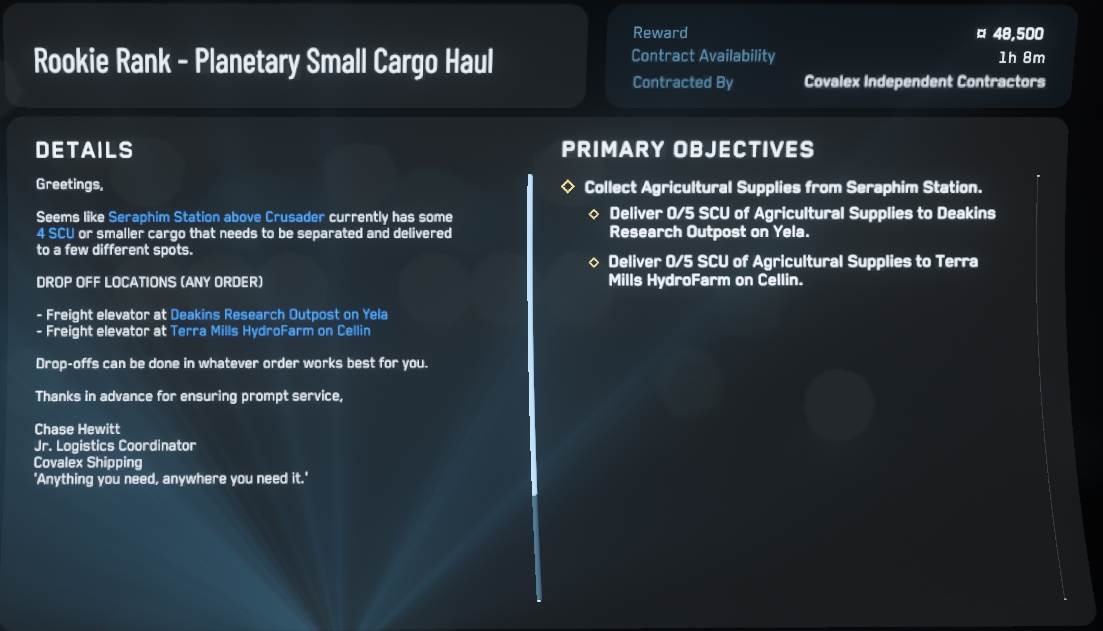 Rookie Rank - Planetary Small Cargo Haul
Reward ¤ 48,500
Contract Availability 1h 8m
Contracted By Covalex Independent Contractors
DETAILS
Greetings,
Seems like Seraphim Station above Crusader currently has some
4 SCU or smaller cargo that needs to be separated and delivered
to a few different spots.
DROP OFF LOCATIONS (ANY ORDER)
- Freight elevator at Deakins Research Outpost on Yela
- Freight elevator at Terra Mills HydroFarm on Cellin
Drop-offs can be done in whatever order works best for you.
Thanks in advance for ensuring prompt service,
Chase Hewitt
Jr. Logistics Coordinator
Covalex Shipping
'Anything you need, anywhere you need it.'
PRIMARY OBJECTIVES
Collect Agricultural Supplies from Seraphim Station.
Deliver 0/5 SCU of Agricultural Supplies to Deakins
Research Outpost on Yela.
Deliver 0/5 SCU of Agricultural Supplies to Terra
Mills HydroFarm on Cellin.